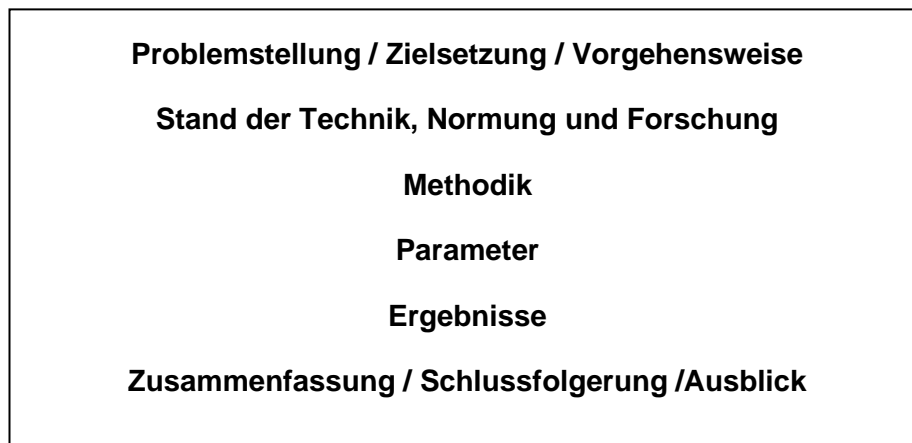 Problemstellung / Zielsetzung / Vorgehensweise
Stand der Technik, Normung und Forschung
Methodik
Parameter
Ergebnisse
Zusammenfassung / Schlussfolgerung /Ausblick